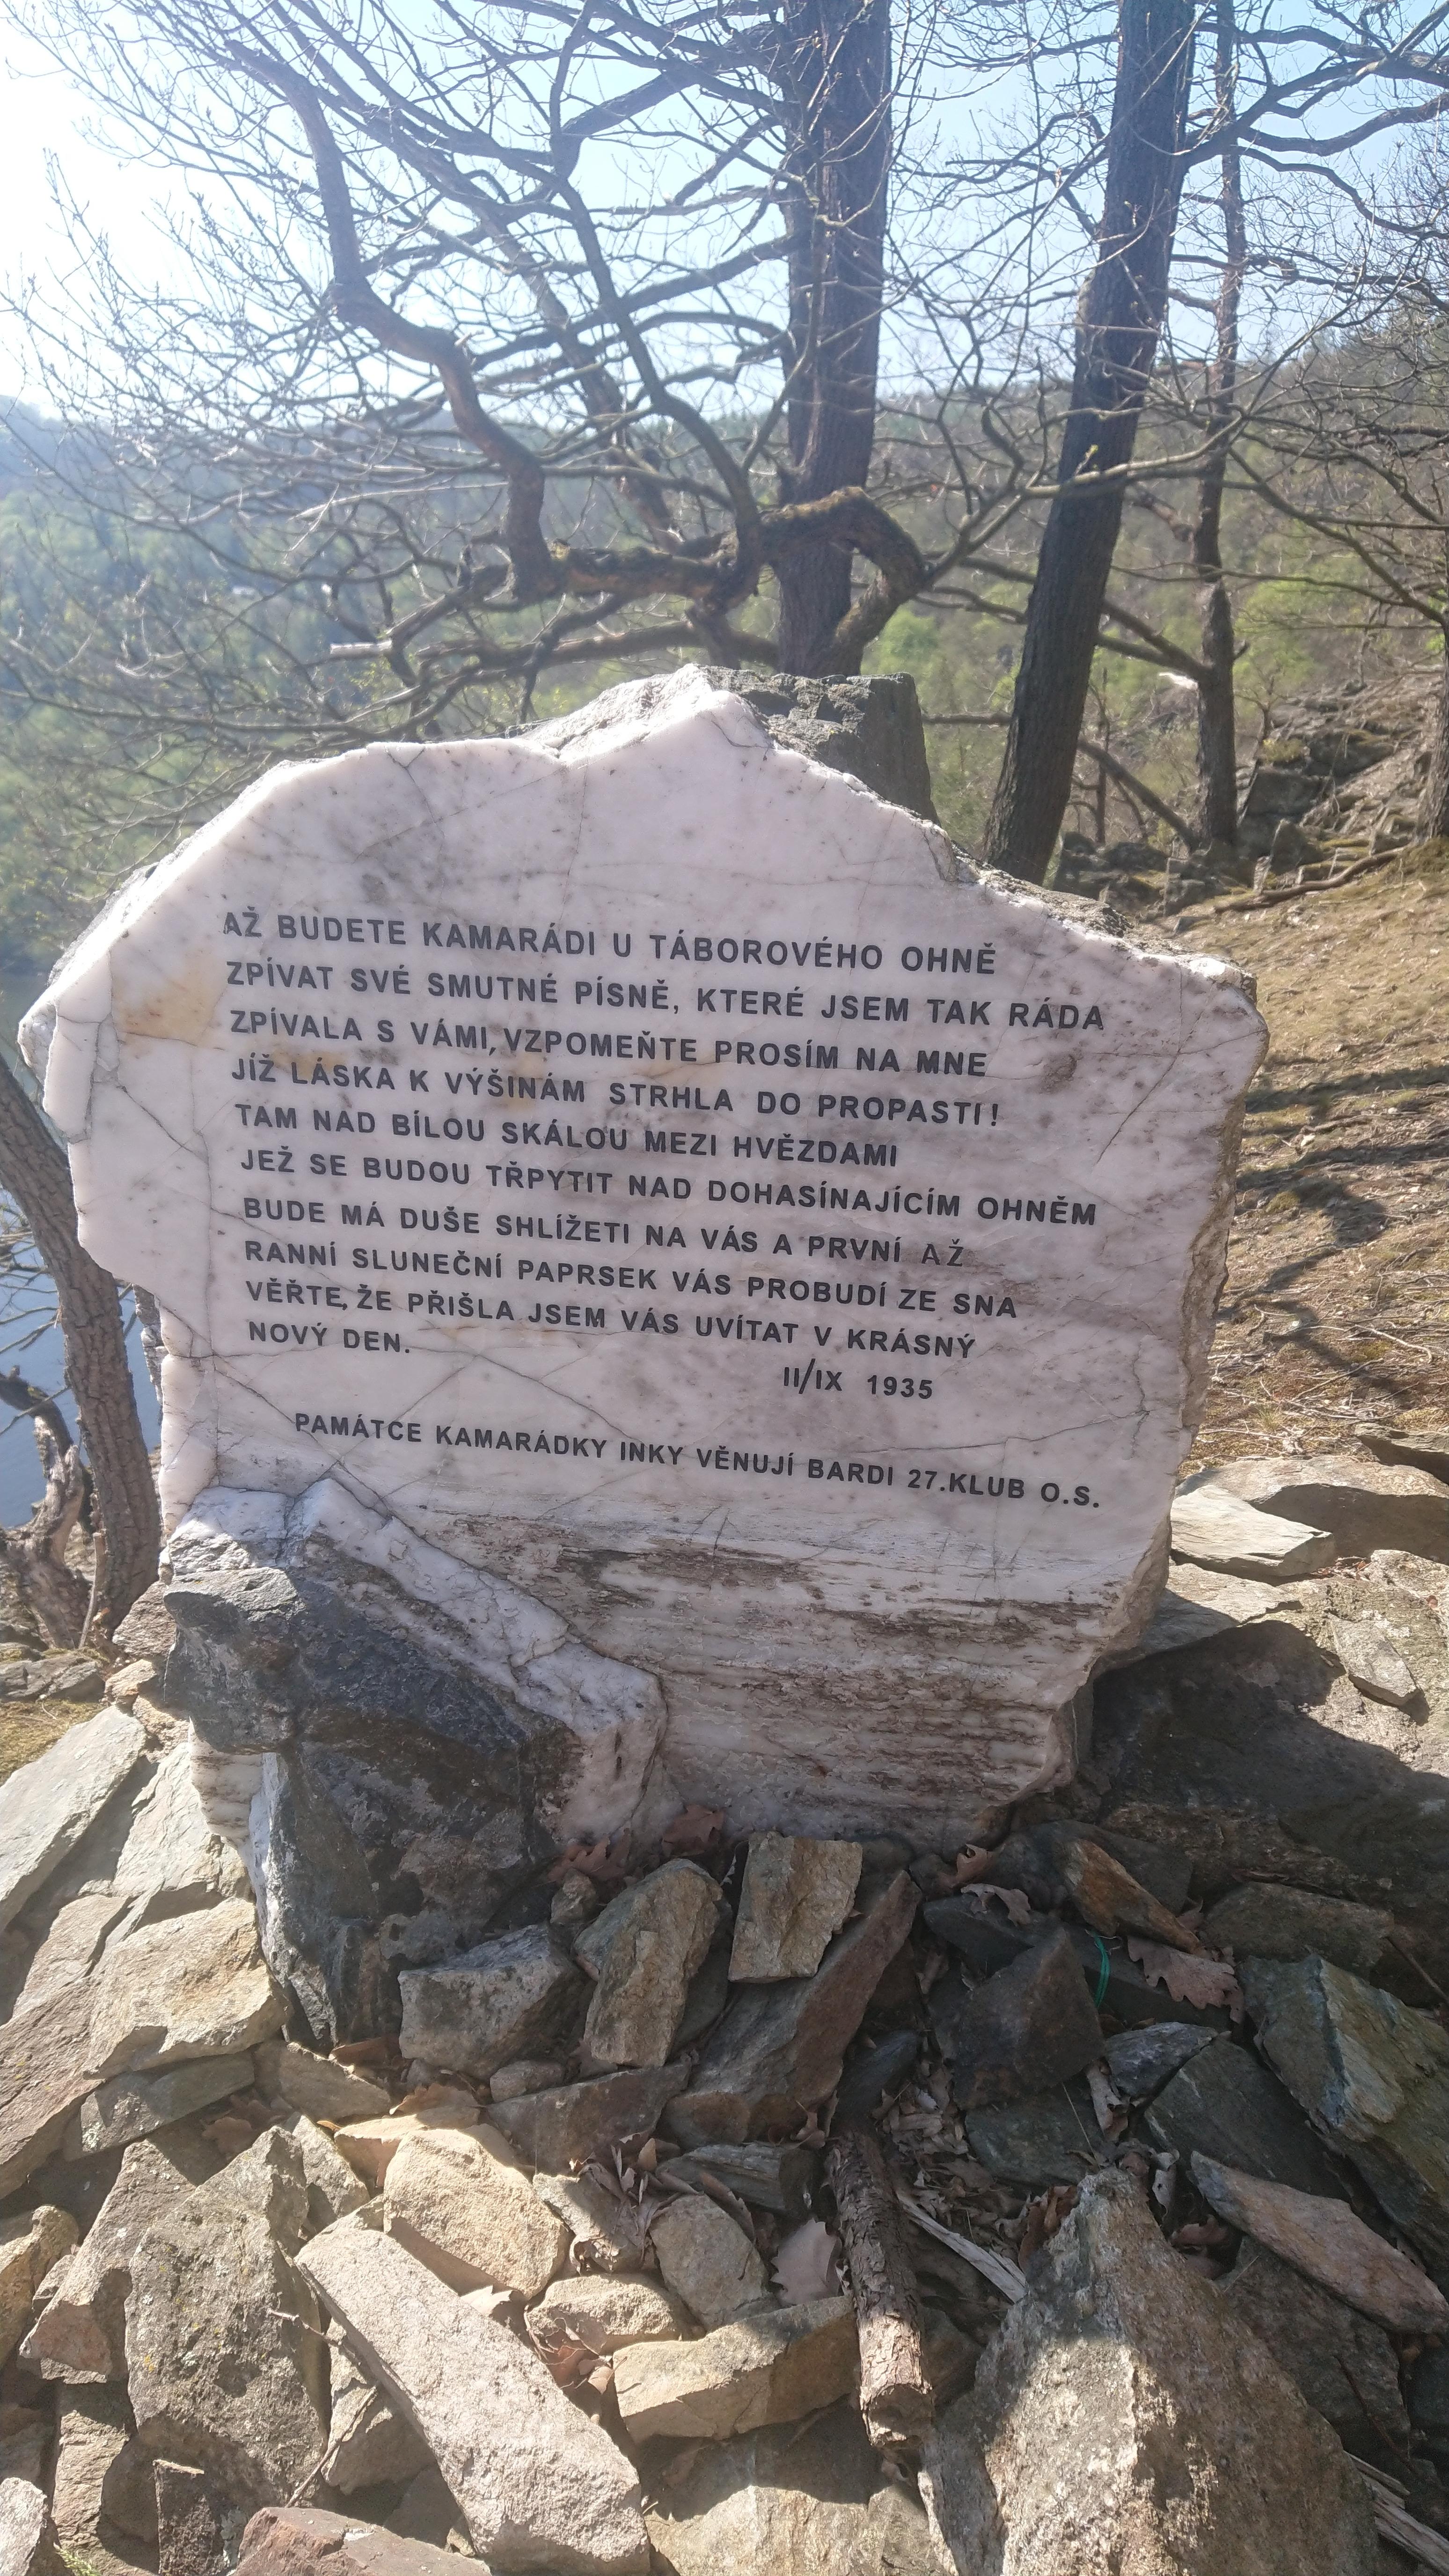 AŽ BUDETE KAMARÁDI U TÁBOROVÉHO OHNĚ
ZPÍVAT SVÉ SMUTNÉ PÍSNĚ, KTERÉ JSEM TAK RÁDA
ZPÍVALA S VÁMI, VZPOMEŇTE PROSÍM NA MNE
JÍŽ LÁSKA K VÝŠINÁM STRHLA DO PROPASTI!
TAM NAD BÍLOU SKÁLOU MEZI HVĚZDAMI
JEŽ SE BUDOU TŘPYTIT NAD DOHASÍNAJÍCÍM OHNĚM
BUDE MÁ DUŠE SHLÍŽETI NA VÁS A PRVNÍ AŽ
RANNÍ SLUNEČNÍ PAPRSEK VÁS PROBUDÍ ZE SNA
VĚŘTE, ŽE PŘIŠLA JSEM VÁS UVÍTAT V KRÁSNÝ
NOVÝ DEN.
II/IX 1935
PAMÁTCE KAMARÁDKY INKY VĚNUJÍ BARDI 27.KLUB O.S.